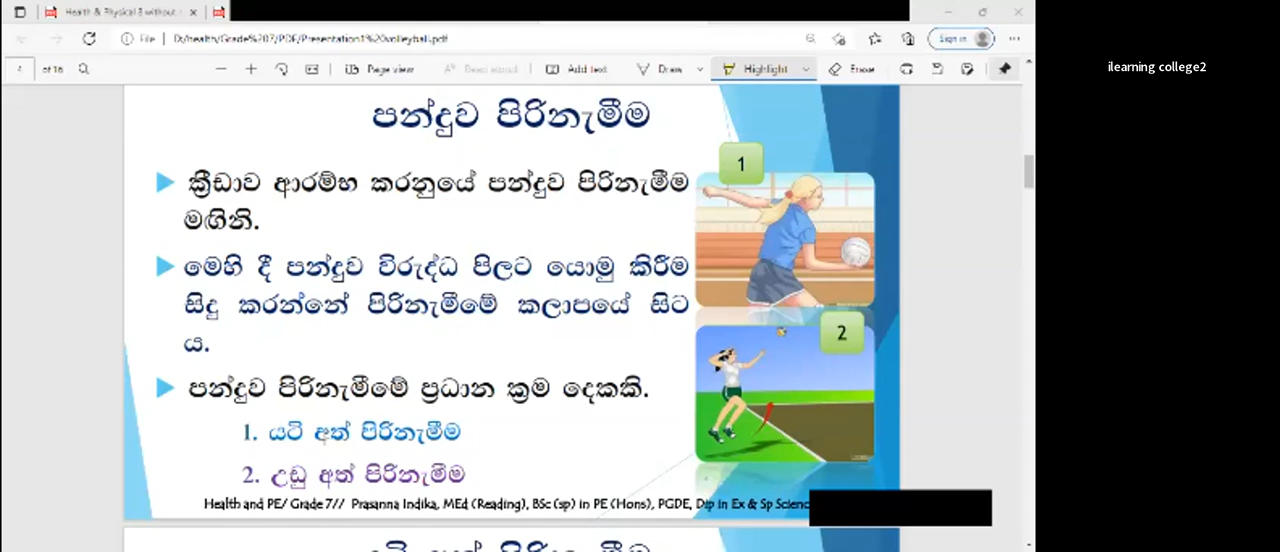 Health & Physical 8 without
File
D:/health/Grade%207/PDF/Presentation1%20volleyball.pdf
Sign in
4 of 16
Page view
Read aloud
Add text
Draw
Highlight
Erase
ilearning college2
පන්දුව පිරිනැමීම
1
ක්‍රීඩාව ආරම්භ කරනුයේ පන්දුව පිරිනැමීම
මඟිනි.
මෙහි දී පන්දුව විරුද්ධ පිලට යොමු කිරීම
සිදු කරන්නේ පිරිනැමීමේ කලාපයේ සිට
ය.
2
පන්දුව පිරිනැමීමේ ප්‍රධාන ක්‍රම දෙකකි.
1. යටි අත් පිරිනැමීම
2. උඩු අත් පිරිනැමීම
Health and PE/ Grade 7// Prasanna Indika, MEd (Reading), BSc (sp) in PE (Hons), PGDE, Dip in Ex & Sp Scienc